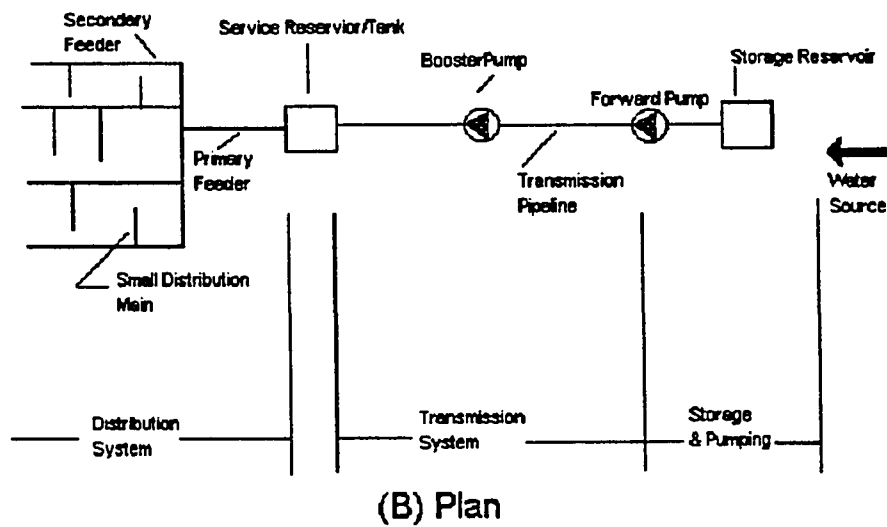 Secondary
Feeder
Service Reservior/Tank
BoosterPump
Storage Reservoir
Forward Pump
Primary
Feeder
Transmission
Pipeline
Water
Source
Small Distribution
Main
Distribution
System
Transmission
System
Storage
& Pumping
(B) Plan